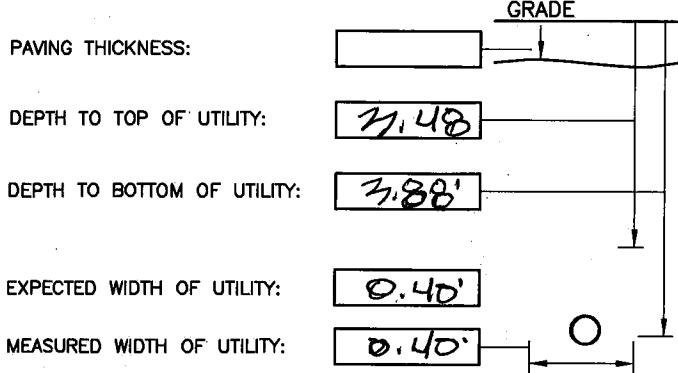 GRADE
PAVING THICKNESS:
DEPTH TO TOP OF UTILITY: 3.48
DEPTH TO BOTTOM OF UTILITY: 3.88'
EXPECTED WIDTH OF UTILITY: 0.40'
MEASURED WIDTH OF UTILITY: 0.40'